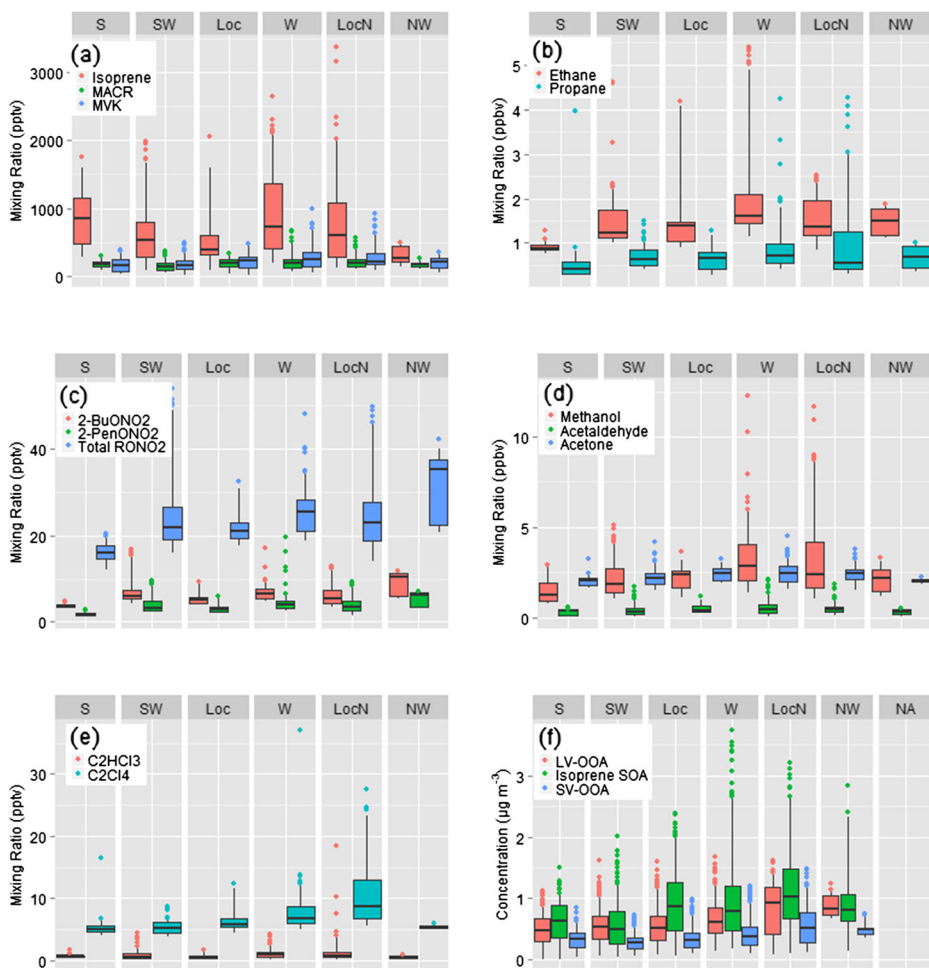 S SW Loc W LocN NW
(a)
Isoprene
MACR
MVK
Mixing Ratio (pptv)
3000
2000
1000
0
S SW Loc W LocN NW
(b)
Ethane
Propane
Mixing Ratio (ppbv)
5
4
3
2
1
S SW Loc W LocN NW
(c)
2-BuONO2
2-PenONO2
Total RONO2
Mixing Ratio (pptv)
40
20
0
S SW Loc W LocN NW
(d)
Methanol
Acetaldehyde
Acetone
Mixing Ratio (ppbv)
10
5
0
S SW Loc W LocN NW
(e)
C2HCl3
C2Cl4
Mixing Ratio (pptv)
30
20
10
0
S SW Loc W LocN NW NA
(f)
LV-OOA
Isoprene SOA
SV-OOA
Concentration (µg m⁻³)
3
2
1
0